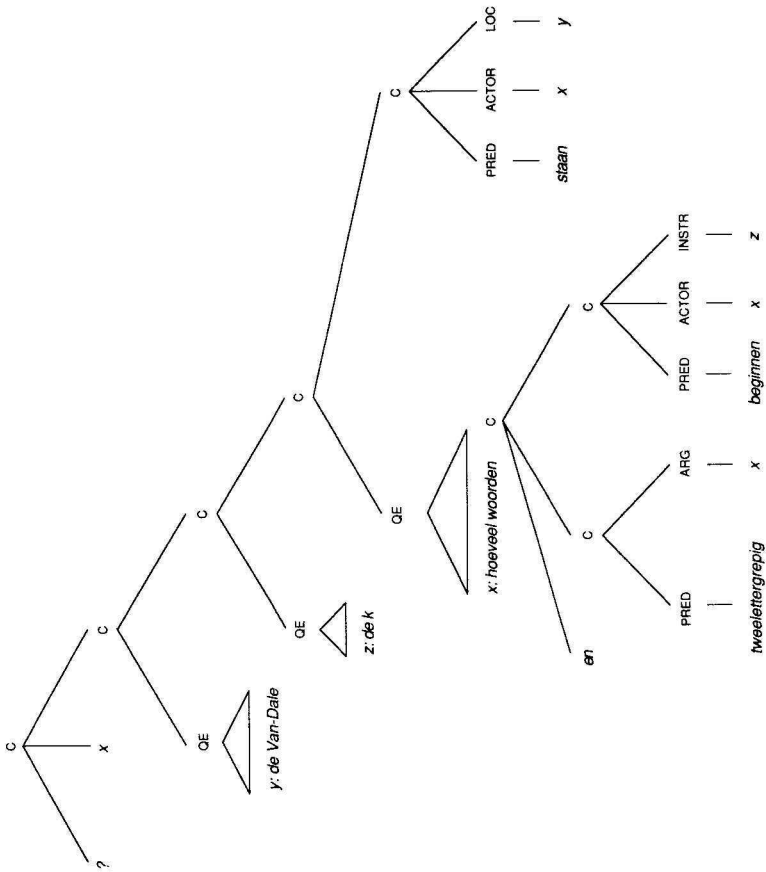 C
? x C
QE C
y: de Van-Dale
QE C
z: de k
QE C
x: hoeveel woorden
C PRED ACTOR LOC
staan x y
en C C
PRED ARG PRED ACTOR INSTR
tweelettergrepig x beginnen x z